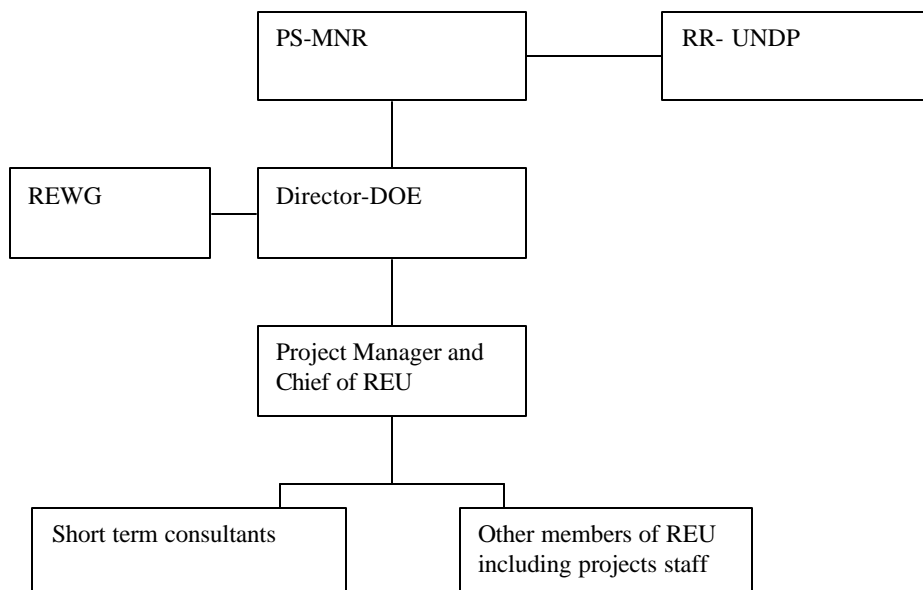 PS-MNR
RR- UNDP
REWG
Director-DOE
Project Manager and
Chief of REU
Short term consultants
Other members of REU
including projects staff